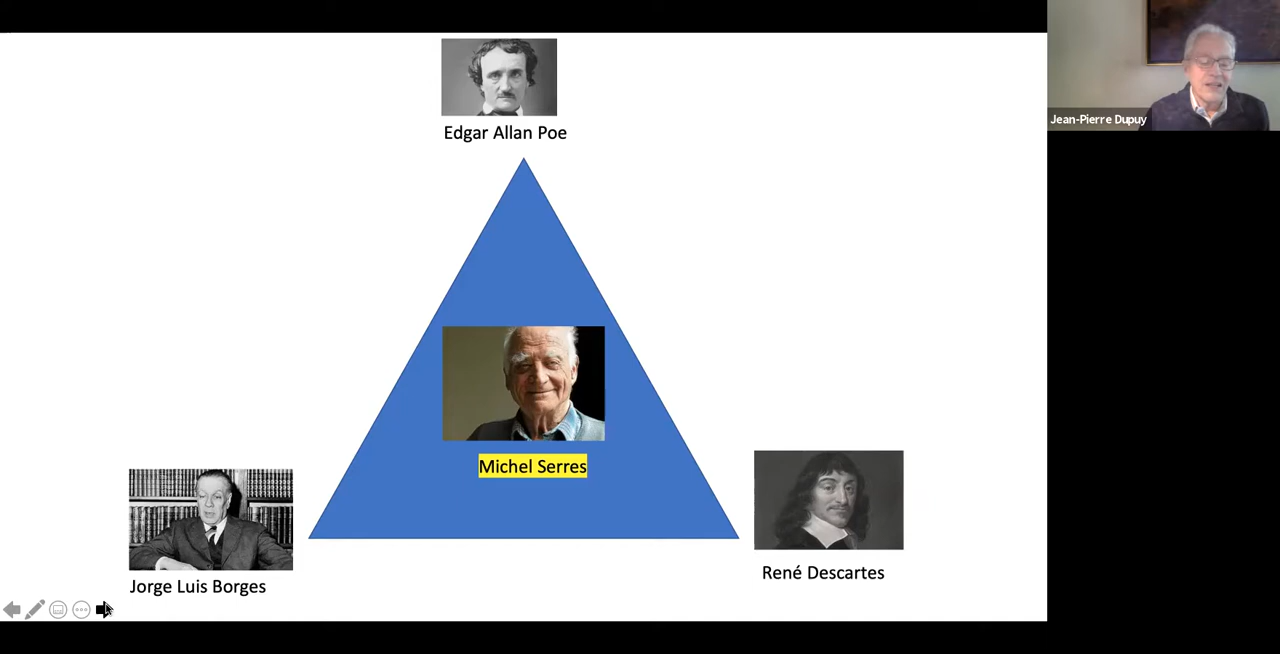 Edgar Allan Poe
Jean-Pierre Dupuy
Michel Serres
Jorge Luis Borges
René Descartes